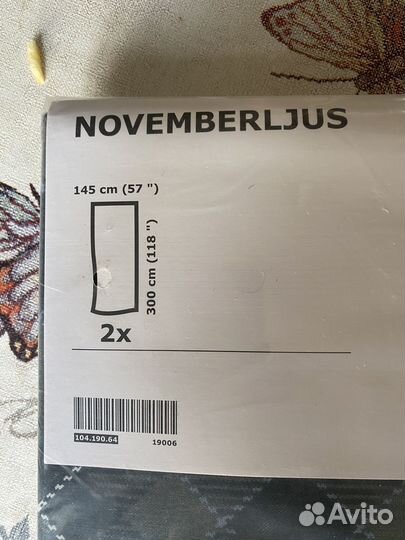 NOVEMBERLJUS
145 cm (57 ")
300 cm (118 ")
2x
104.190.64
19006
Avito